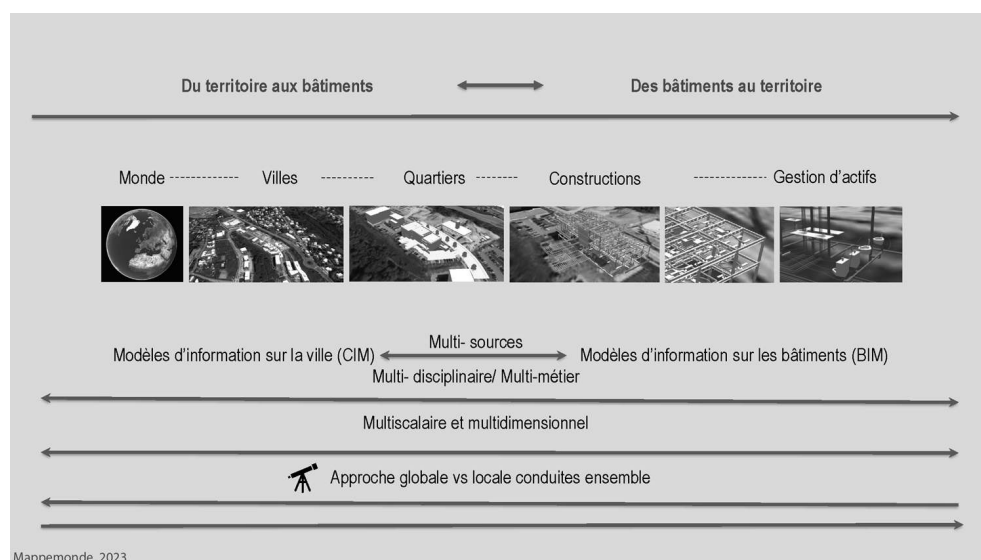 Du territoire aux bâtiments
Des bâtiments au territoire
Monde
Villes
Quartiers
Constructions
Gestion d'actifs
Multi- sources
Modèles d'information sur la ville (CIM)
Modèles d'information sur les bâtiments (BIM)
Multi- disciplinaire/ Multi-métier
Multiscalaire et multidimensionnel
Approche globale vs locale conduites ensemble
Mappemonde, 2023